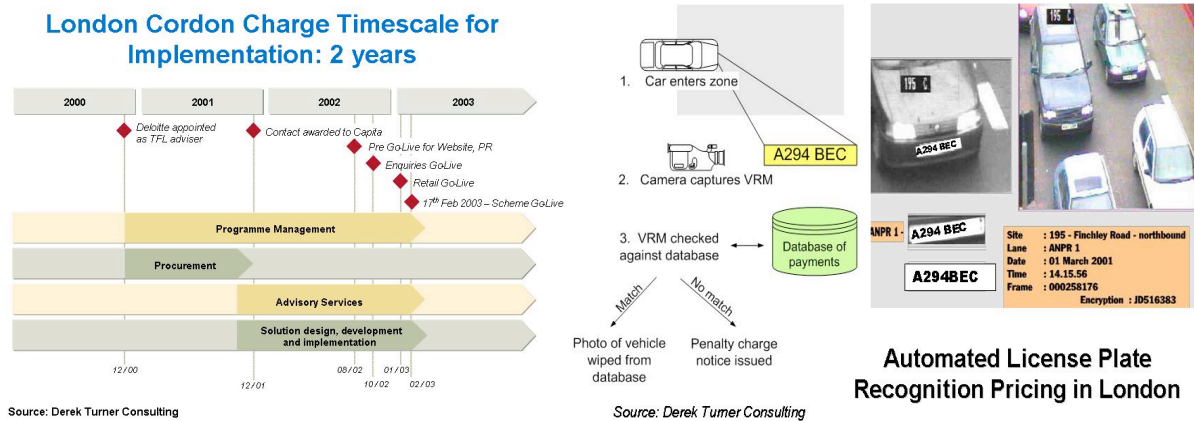 London Cordon Charge Timescale for
Implementation: 2 years
2000
2001
2002
2003
Deloitte appointed
as TFL adviser
Contact awarded to Capita
Pre Go-Live for Website, PR
Enquiries Go-Live
Retail Go-Live
17th Feb 2003 – Scheme Go-Live
Programme Management
Procurement
Advisory Services
Solution design, development
and implementation
12/00
12/01
08/02
10/02
01/03
02/03
Source: Derek Turner Consulting
1. Car enters zone
A294 BEC
2. Camera captures VRM
3. VRM checked
against database
Database of
payments
Match
No match
Photo of vehicle
wiped from
database
Penalty charge
notice issued
Source: Derek Turner Consulting
195 C
A294 BEC
195 C
ANPR 1 -
A294 BEC
A294BEC
Site : 195 - Finchley Road - northbound
Lane : ANPR 1
Date : 01 March 2001
Time : 14.15.56
Frame : 000258176
Encryption : JD516383
Automated License Plate
Recognition Pricing in London